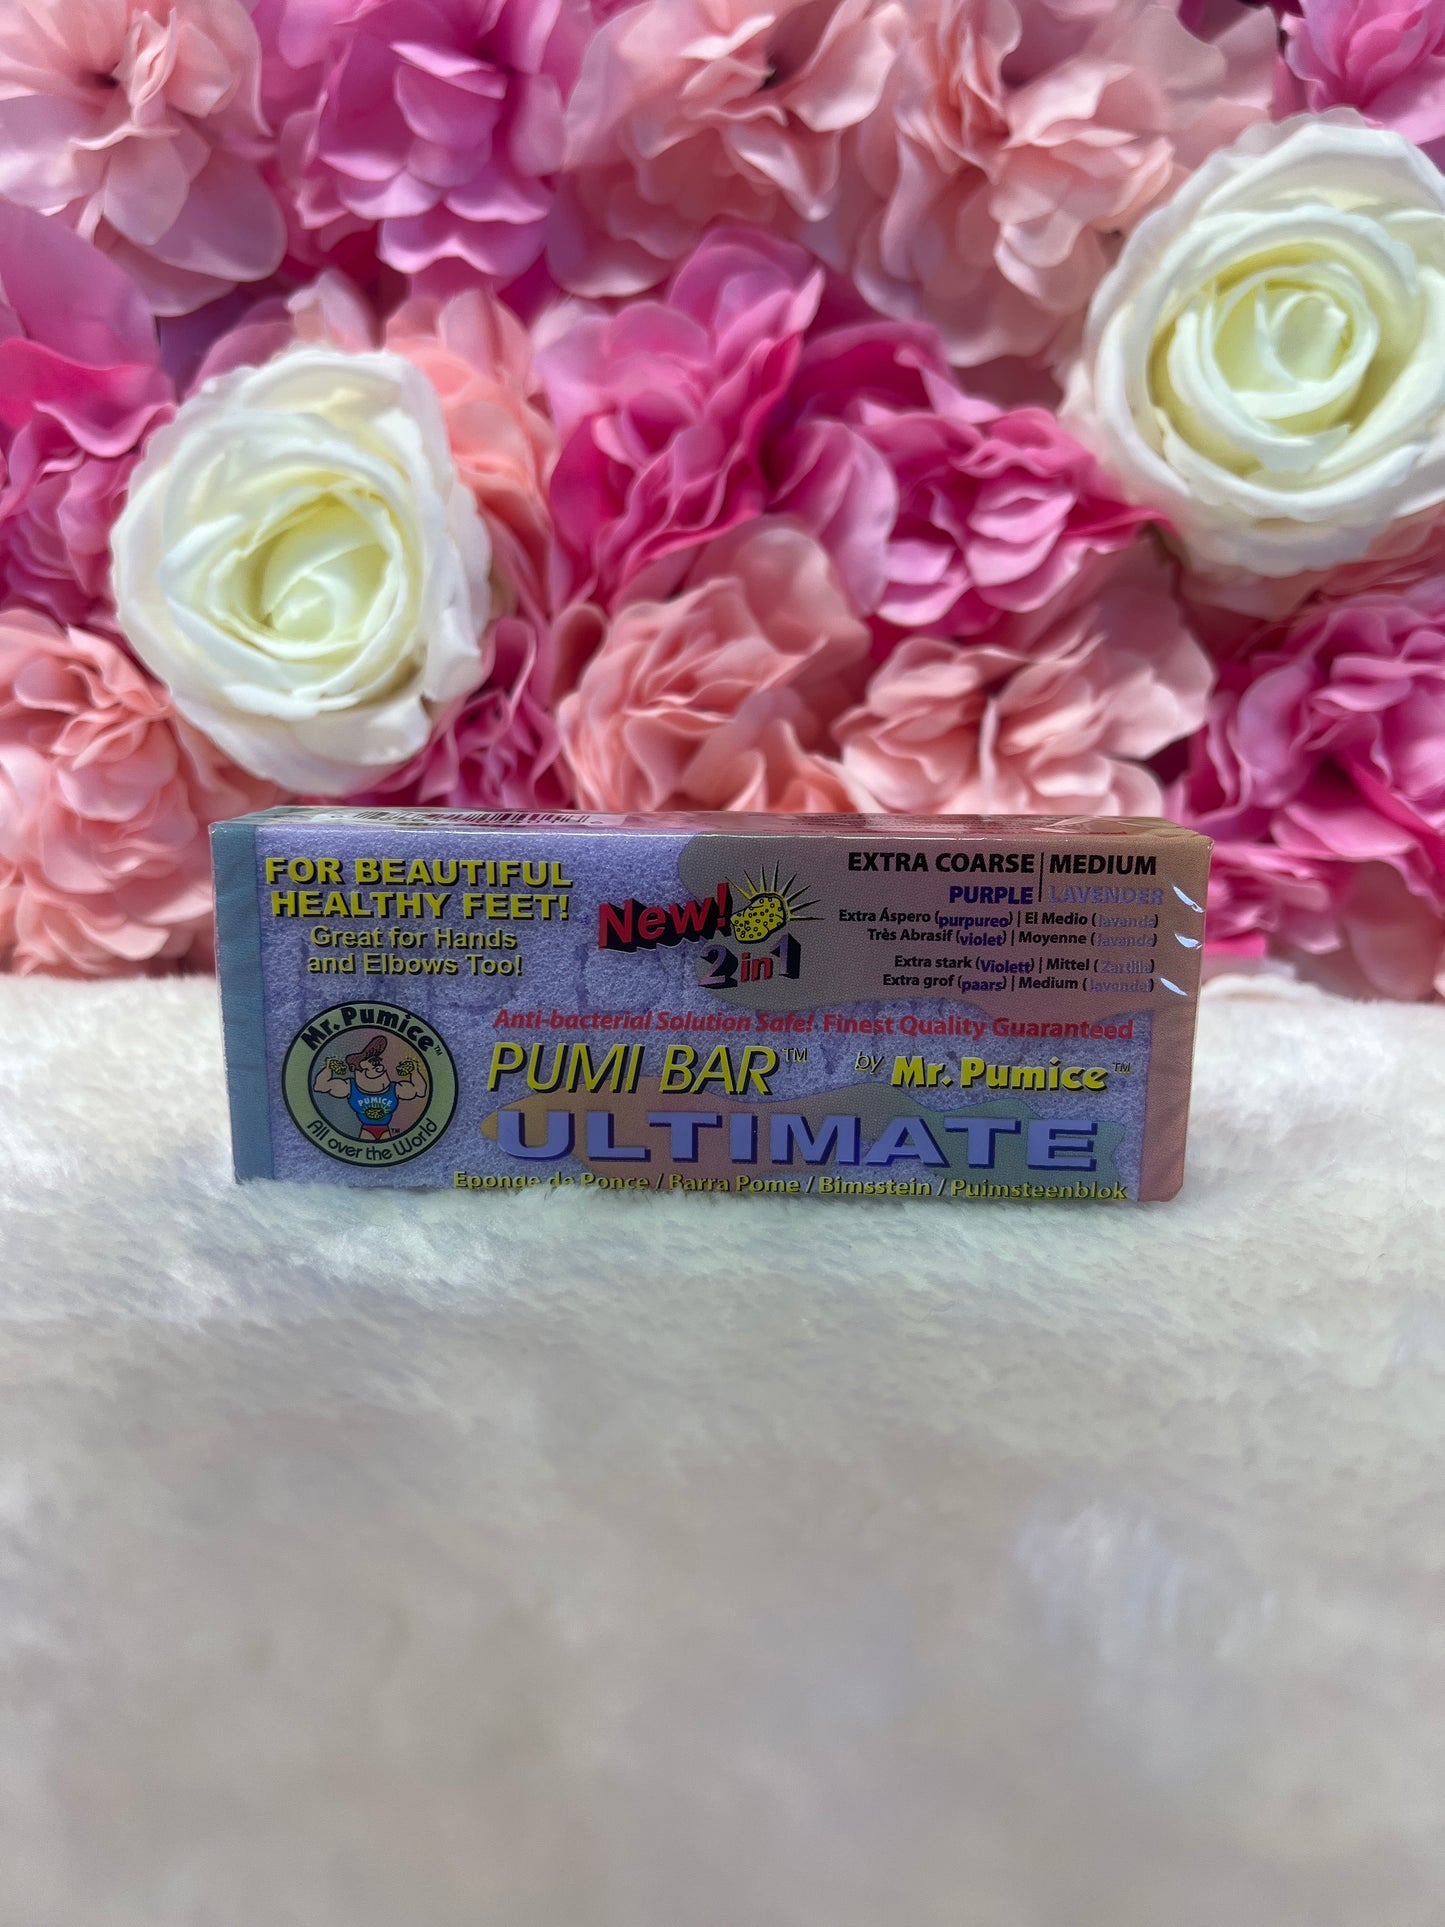 FOR BEAUTIFUL
HEALTHY FEET!
Great for Hands
and Elbows Too!
New!
2 in 1
EXTRA COARSE | MEDIUM
PURPLE | LAVENDER
Extra Áspero (purpureo) | El Medio (lavanda)
Très Abrasif (violet) | Moyenne (lavande)
Extra stark (Violett) | Mittel (Zartlila)
Extra grof (paars) | Medium (lavendel)
Anti-bacterial Solution Safe! Finest Quality Guaranteed
Mr. Pumice™
PUMICE
™
All over the World
PUMI BAR™ by Mr. Pumice™
ULTIMATE
Eponge de Ponce / Barra Pome / Bimsstein / Puimsteenblok